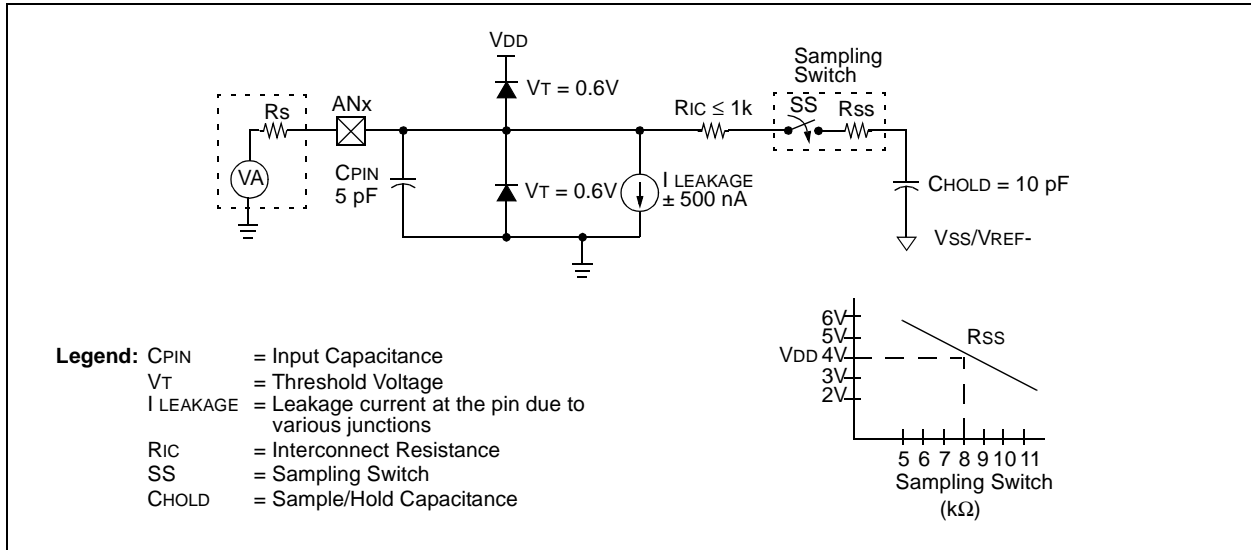 VDD
Sampling
Switch
VT = 0.6V
Rs
ANx
RIC ≤ 1k
SS
Rss
CPIN
5 pF
VA
VT = 0.6V
I LEAKAGE
± 500 nA
CHOLD = 10 pF
VSS/VREF-
6V
5V
VDD 4V
3V
2V
RSS
5 6 7 8 9 10 11
Sampling Switch
(kΩ)
Legend: CPIN = Input Capacitance
VT = Threshold Voltage
I LEAKAGE = Leakage current at the pin due to
various junctions
RIC = Interconnect Resistance
SS = Sampling Switch
CHOLD = Sample/Hold Capacitance